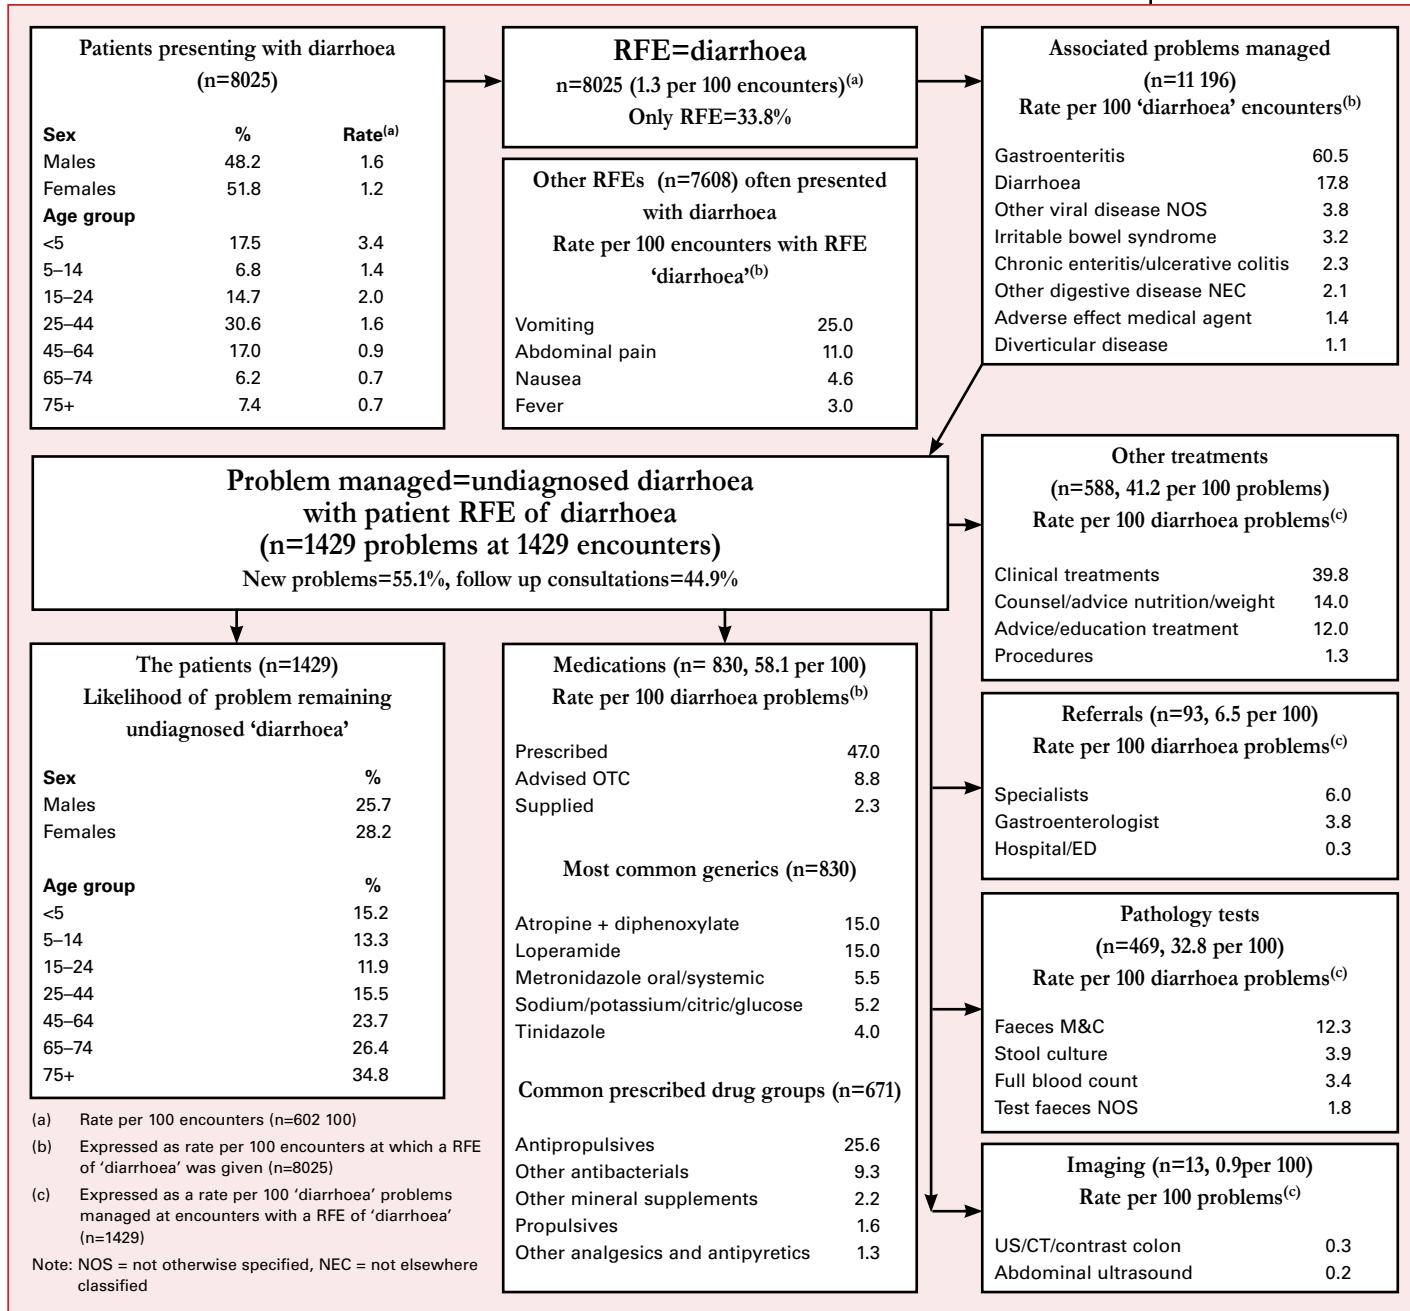 Patients presenting with diarrhoea
(n=8025)
Sex % Rate(a)
Males 48.2 1.6
Females 51.8 1.2
Age group
<5 17.5 3.4
5–14 6.8 1.4
15–24 14.7 2.0
25–44 30.6 1.6
45–64 17.0 0.9
65–74 6.2 0.7
75+ 7.4 0.7
RFE=diarrhoea
n=8025 (1.3 per 100 encounters)(a)
Only RFE=33.8%
Other RFEs (n=7608) often presented
with diarrhoea
Rate per 100 encounters with RFE
‘diarrhoea’(b)
Vomiting 25.0
Abdominal pain 11.0
Nausea 4.6
Fever 3.0
Associated problems managed
(n=11 196)
Rate per 100 ‘diarrhoea’ encounters(b)
Gastroenteritis 60.5
Diarrhoea 17.8
Other viral disease NOS 3.8
Irritable bowel syndrome 3.2
Chronic enteritis/ulcerative colitis 2.3
Other digestive disease NEC 2.1
Adverse effect medical agent 1.4
Diverticular disease 1.1
Problem managed=undiagnosed diarrhoea
with patient RFE of diarrhoea
(n=1429 problems at 1429 encounters)
New problems=55.1%, follow up consultations=44.9%
Other treatments
(n=588, 41.2 per 100 problems)
Rate per 100 diarrhoea problems(c)
Clinical treatments 39.8
Counsel/advice nutrition/weight 14.0
Advice/education treatment 12.0
Procedures 1.3
The patients (n=1429)
Likelihood of problem remaining
undiagnosed ‘diarrhoea’
Sex %
Males 25.7
Females 28.2
Age group %
<5 15.2
5–14 13.3
15–24 11.9
25–44 15.5
45–64 23.7
65–74 26.4
75+ 34.8
Medications (n= 830, 58.1 per 100)
Rate per 100 diarrhoea problems(b)
Prescribed 47.0
Advised OTC 8.8
Supplied 2.3
Most common generics (n=830)
Atropine + diphenoxylate 15.0
Loperamide 15.0
Metronidazole oral/systemic 5.5
Sodium/potassium/citric/glucose 5.2
Tinidazole 4.0
Common prescribed drug groups (n=671)
Antipropulsives 25.6
Other antibacterials 9.3
Other mineral supplements 2.2
Propulsives 1.6
Other analgesics and antipyretics 1.3
Referrals (n=93, 6.5 per 100)
Rate per 100 diarrhoea problems(c)
Specialists 6.0
Gastroenterologist 3.8
Hospital/ED 0.3
Pathology tests
(n=469, 32.8 per 100)
Rate per 100 diarrhoea problems(c)
Faeces M&C 12.3
Stool culture 3.9
Full blood count 3.4
Test faeces NOS 1.8
Imaging (n=13, 0.9per 100)
Rate per 100 problems(c)
US/CT/contrast colon 0.3
Abdominal ultrasound 0.2
(a) Rate per 100 encounters (n=602 100)
(b) Expressed as rate per 100 encounters at which a RFE
of ‘diarrhoea’ was given (n=8025)
(c) Expressed as a rate per 100 ‘diarrhoea’ problems
managed at encounters with a RFE of ‘diarrhoea’
(n=1429)
Note: NOS = not otherwise specified, NEC = not elsewhere
classified